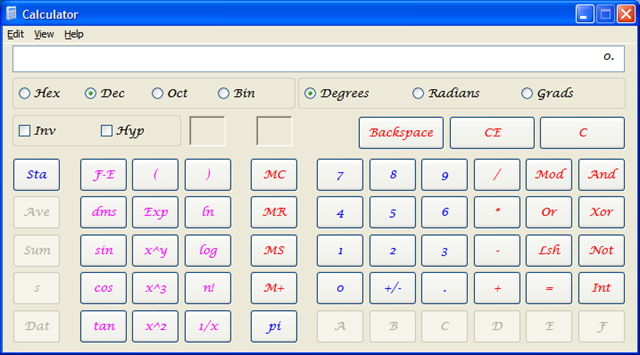 Calculator
Edit View Help
0.
Hex Dec Oct Bin Degrees Radians Grads
Inv Hyp Backspace CE C
Sta F-E ( ) MC 7 8 9 / Mod And
Ave dms Exp ln MR 4 5 6 * Or Xor
Sum sin x^y log MS 1 2 3 - Lsh Not
s cos x^3 n! M+ 0 +/- . + = Int
Dat tan x^2 1/x pi A B C D E F